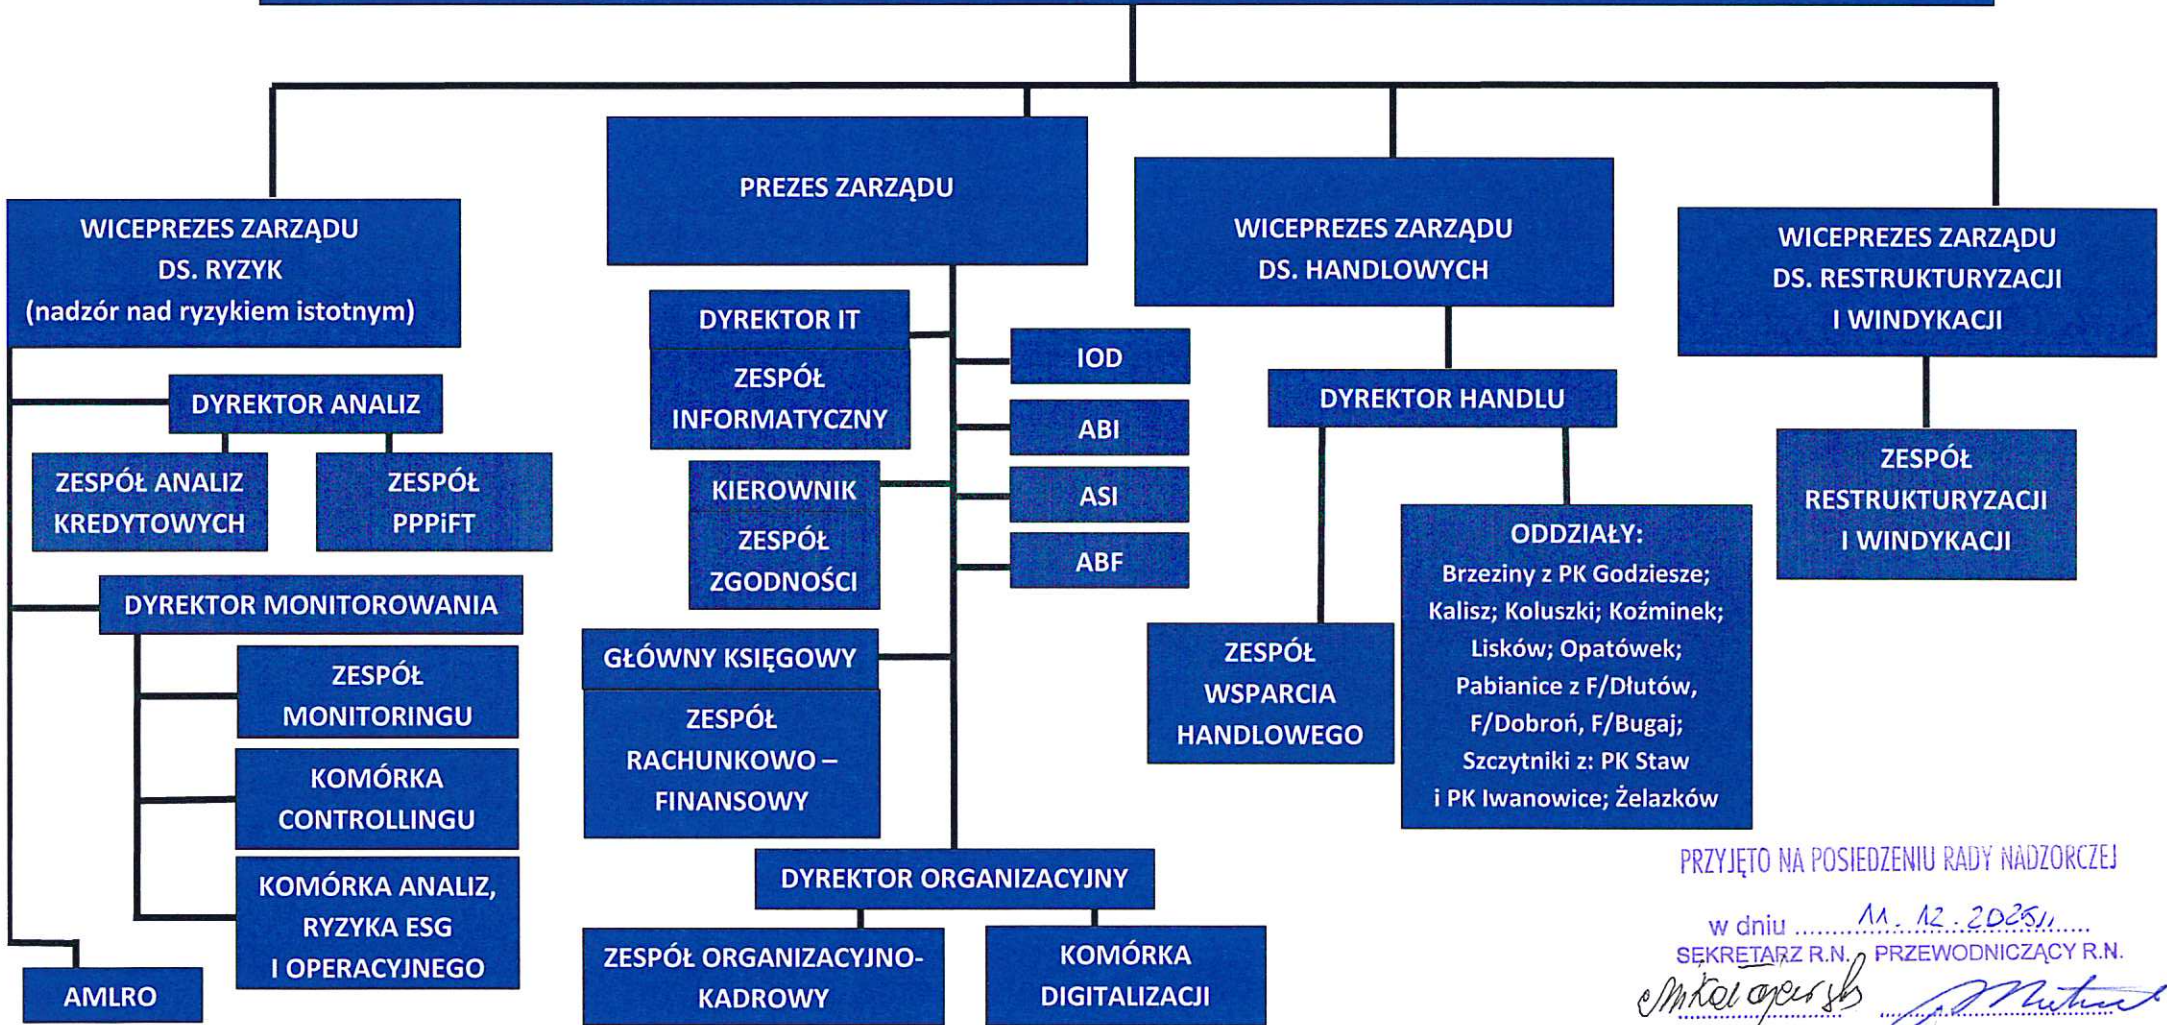 PREZES ZARZĄDU
WICEPREZES ZARZĄDU
DS. RYZYK
(nadzór nad ryzykiem istotnym)
WICEPREZES ZARZĄDU
DS. HANDLOWYCH
WICEPREZES ZARZĄDU
DS. RESTRUKTURYZACJI
I WINDYKACJI
DYREKTOR ANALIZ
ZESPÓŁ ANALIZ
KREDYTOWYCH
ZESPÓŁ
PPPiFT
DYREKTOR MONITOROWANIA
ZESPÓŁ
MONITORINGU
KOMÓRKA
CONTROLLINGU
KOMÓRKA ANALIZ,
RYZYKA ESG
I OPERACYJNEGO
AMLRO
DYREKTOR IT
ZESPÓŁ
INFORMATYCZNY
KIEROWNIK
ZESPÓŁ
ZGODNOŚCI
GŁÓWNY KSIĘGOWY
ZESPÓŁ
RACHUNKOWO –
FINANSOWY
IOD
ABI
ASI
ABF
DYREKTOR ORGANIZACYJNY
ZESPÓŁ ORGANIZACYJNO-
KADROWY
KOMÓRKA
DIGITALIZACJI
DYREKTOR HANDLU
ZESPÓŁ
WSPARCIA
HANDLOWEGO
ODDZIAŁY:
Brzeziny z PK Godziesze;
Kalisz; Koluszki; Koźminek;
Lisków; Opatówek;
Pabianice z F/Dłutów,
F/Dobroń, F/Bugaj;
Szczytniki z: PK Staw
i PK Iwanowice; Żelazków
ZESPÓŁ
RESTRUKTURYZACJI
I WINDYKACJI
PRZYJĘTO NA POSIEDZENIU RADY NADZORCZEJ
w dniu 11.12.2025
SEKRETARZ R.N. PRZEWODNICZĄCY R.N.